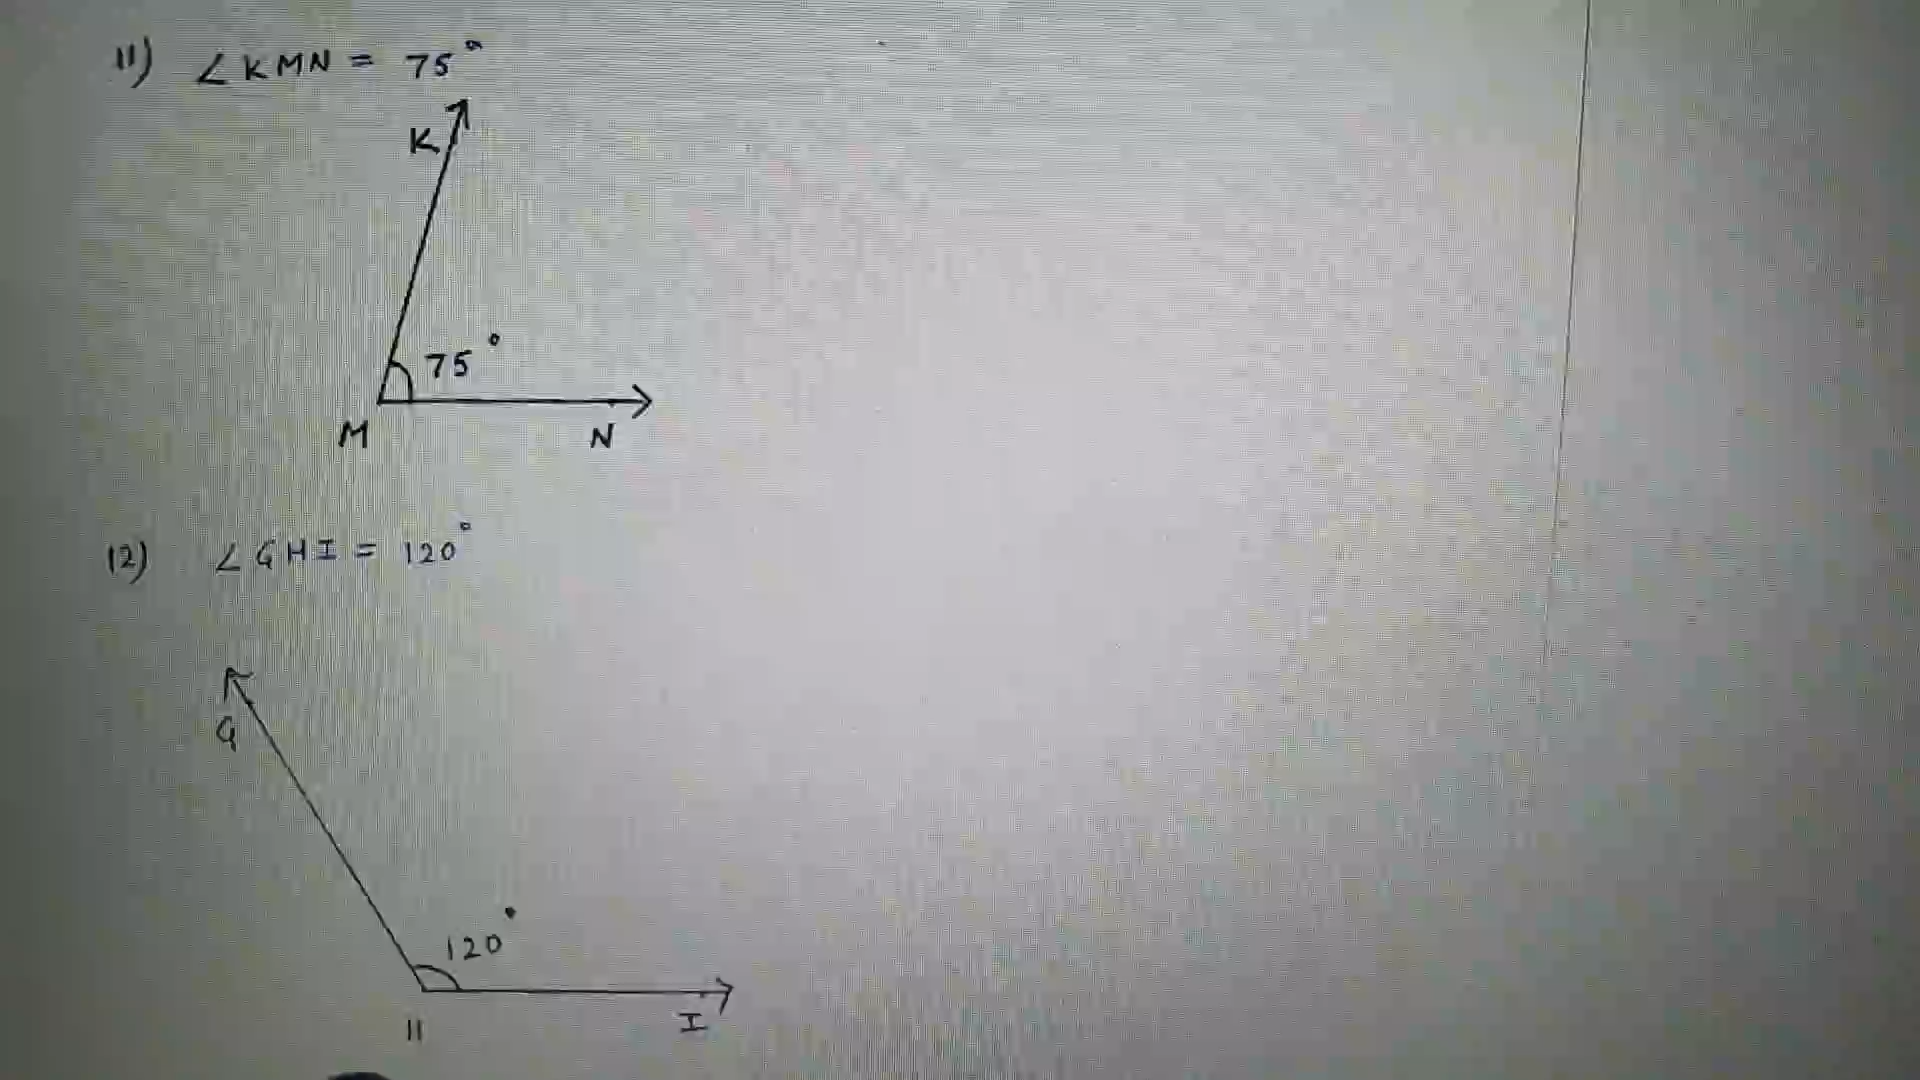 11) ∠KMN = 75°
K
75°
M N
12) ∠GHI = 120°
G
120°
H I